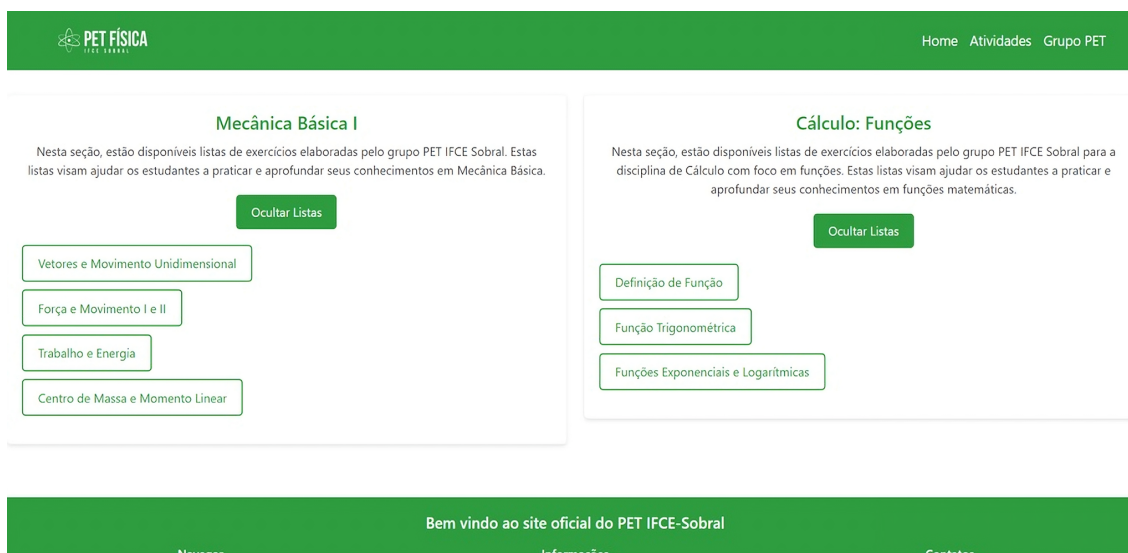 PET FÍSICA
IFCE SOBRAL
Home Atividades Grupo PET
Mecânica Básica I
Nesta seção, estão disponíveis listas de exercícios elaboradas pelo grupo PET IFCE Sobral. Estas
listas visam ajudar os estudantes a praticar e aprofundar seus conhecimentos em Mecânica Básica.
Ocultar Listas
Vetores e Movimento Unidimensional
Força e Movimento I e II
Trabalho e Energia
Centro de Massa e Momento Linear
Cálculo: Funções
Nesta seção, estão disponíveis listas de exercícios elaboradas pelo grupo PET IFCE Sobral para a
disciplina de Cálculo com foco em funções. Estas listas visam ajudar os estudantes a praticar e
aprofundar seus conhecimentos em funções matemáticas.
Ocultar Listas
Definição de Função
Função Trigonométrica
Funções Exponenciais e Logarítmicas
Bem vindo ao site oficial do PET IFCE-Sobral
Informações
Contatos